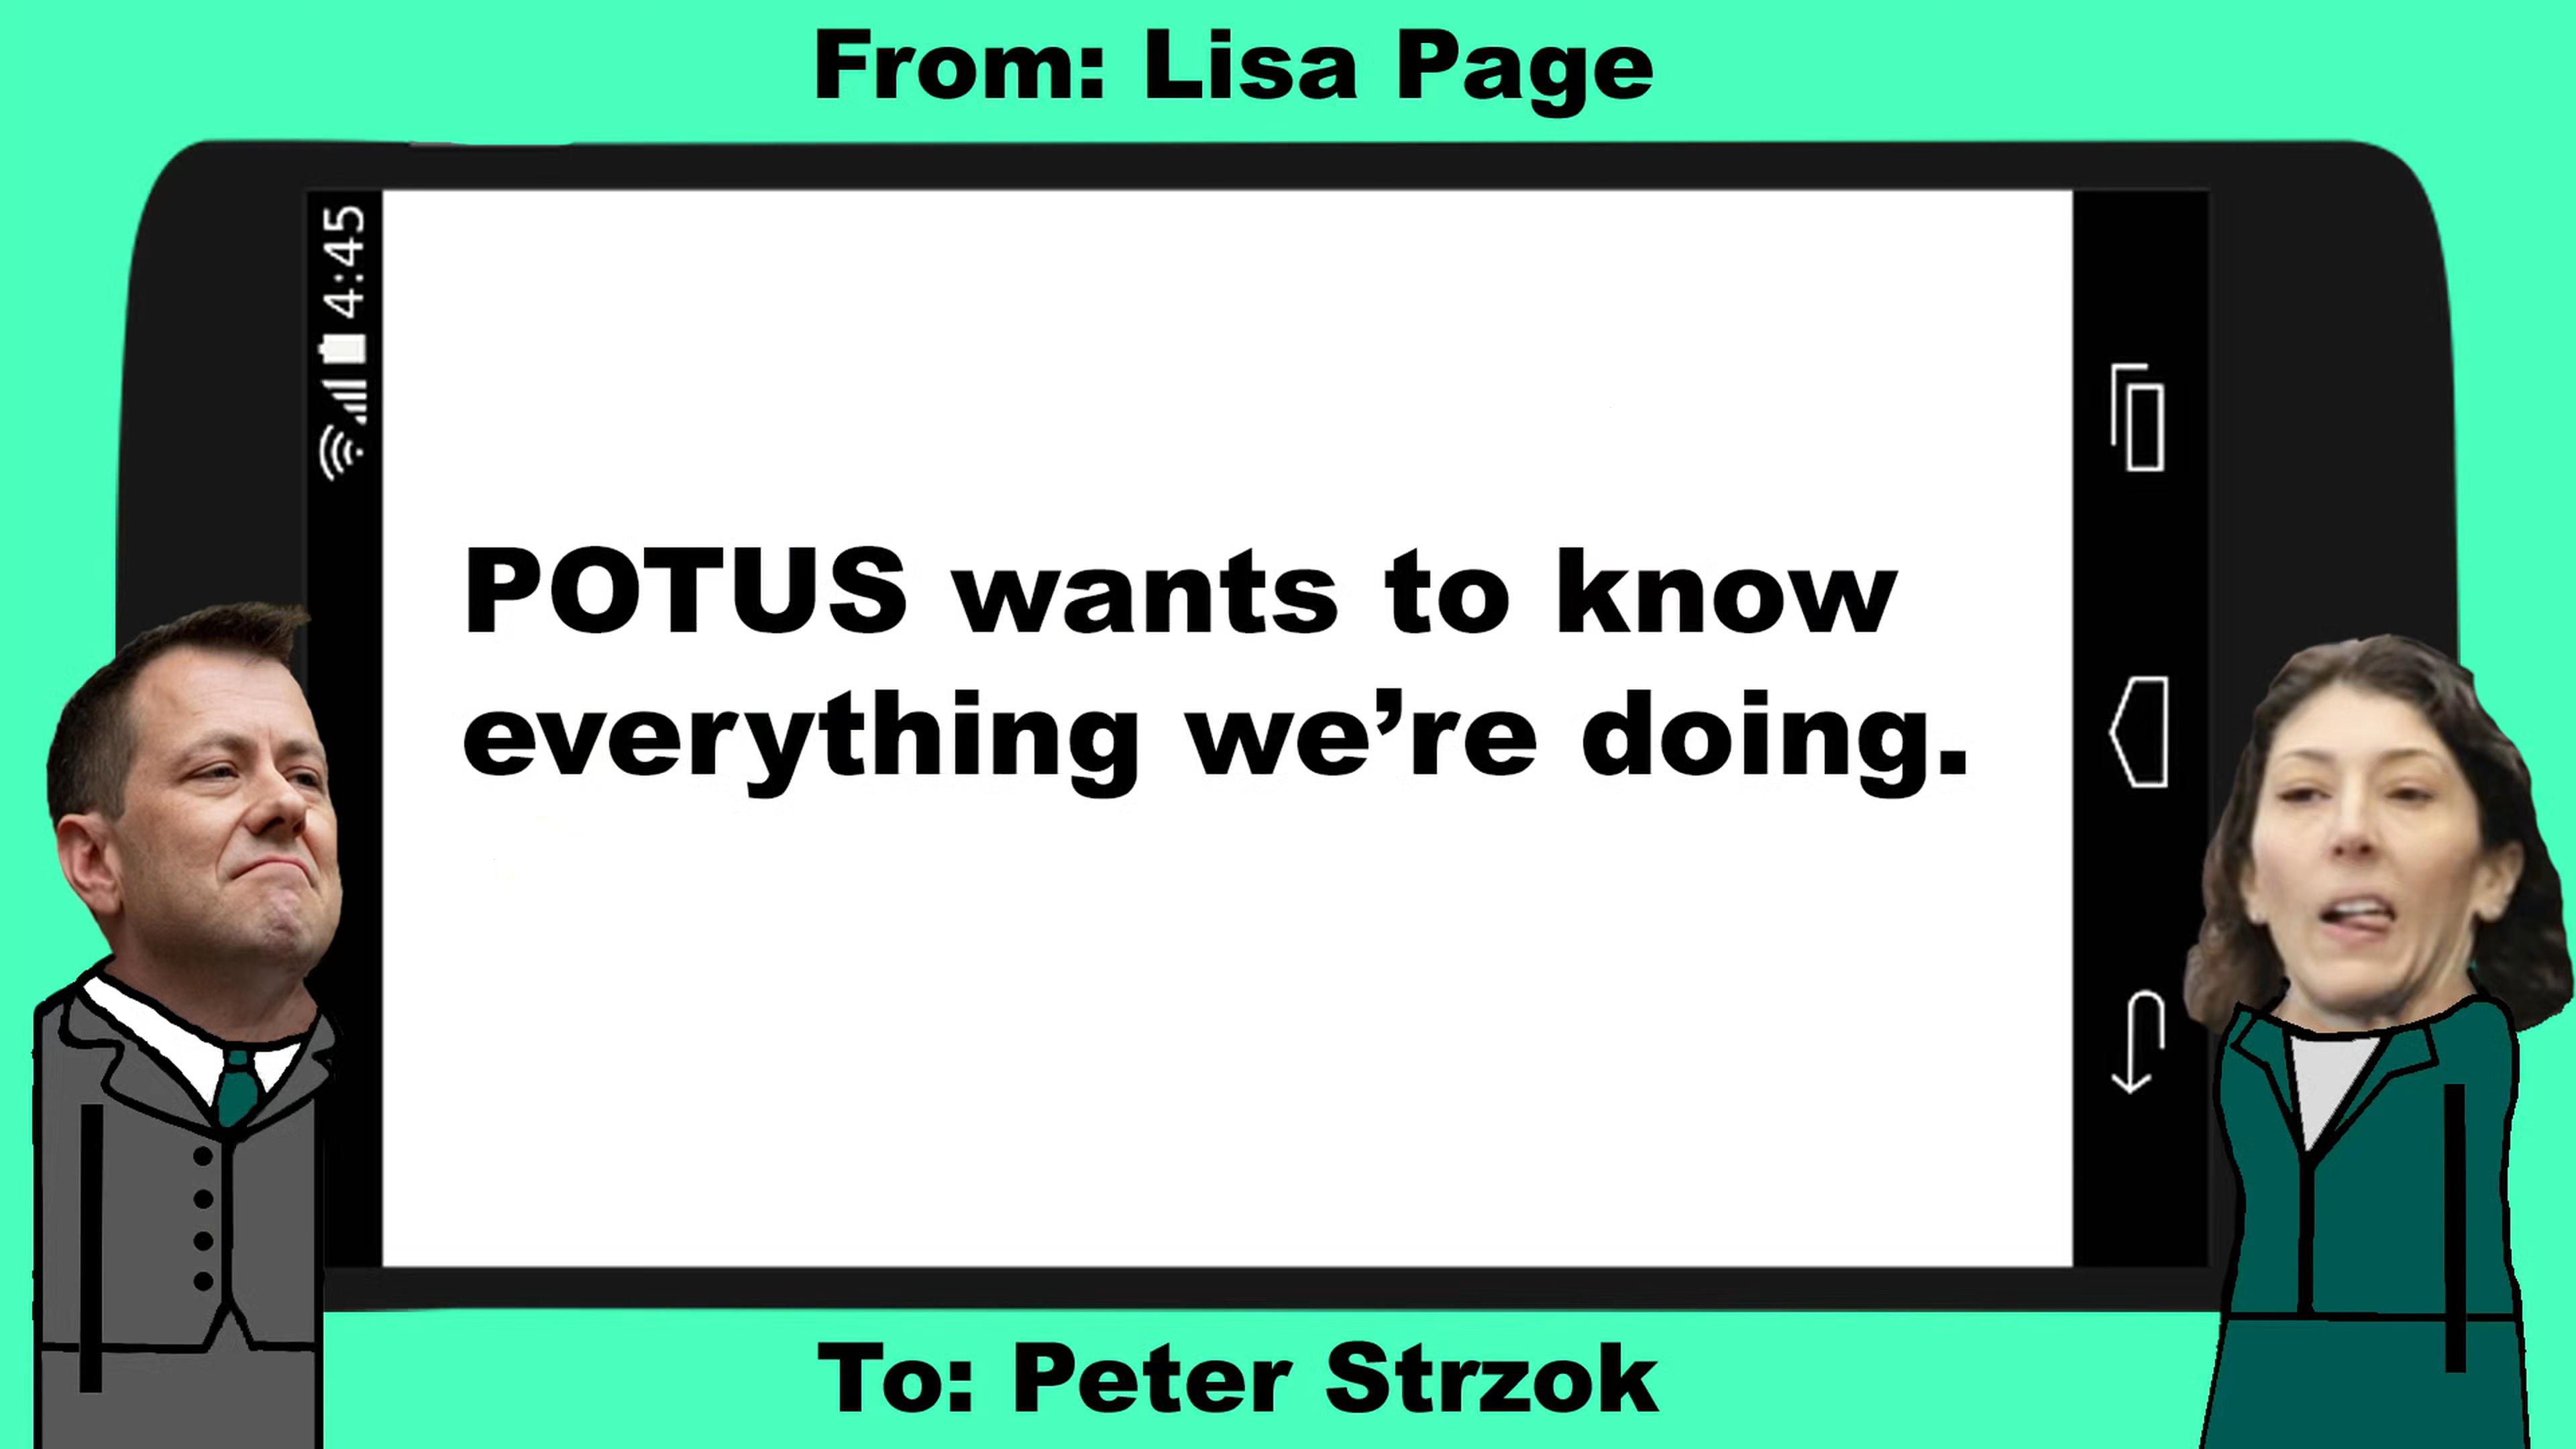 From: Lisa Page
4:45
POTUS wants to know
everything we’re doing.
To: Peter Strzok